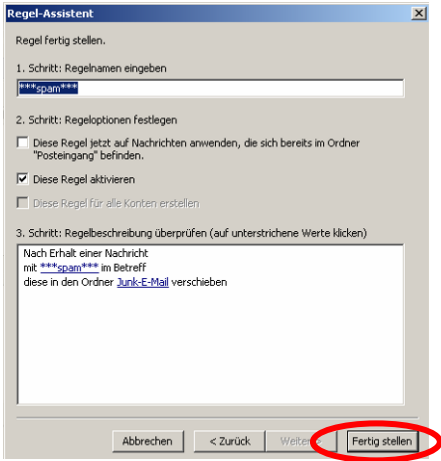 Regel-Assistent
Regel fertig stellen.
1. Schritt: Regelnamen eingeben
***spam***
2. Schritt: Regeloptionen festlegen
Diese Regel jetzt auf Nachrichten anwenden, die sich bereits im Ordner
"Posteingang" befinden.
Diese Regel aktivieren
Diese Regel für alle Konten erstellen
3. Schritt: Regelbeschreibung überprüfen (auf unterstrichene Werte klicken)
Nach Erhalt einer Nachricht
mit ***spam*** im Betreff
diese in den Ordner Junk-E-Mail verschieben
Abbrechen < Zurück Weiter > Fertig stellen